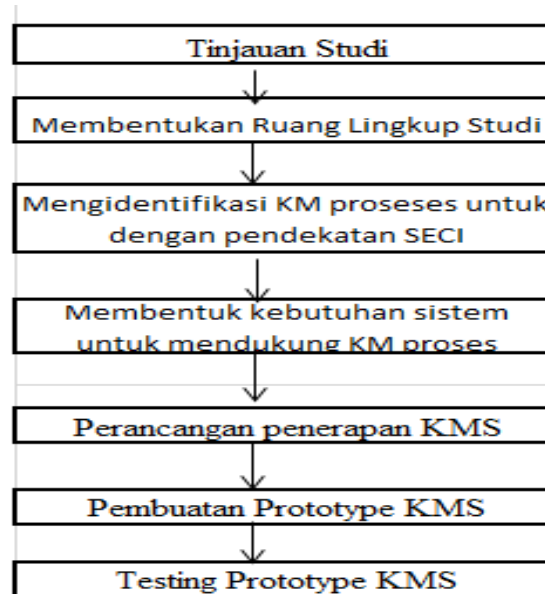 Tinjauan Studi
Membentukan Ruang Lingkup Studi
Mengidentifikasi KM proseses untuk
dengan pendekatan SECI
Membentuk kebutuhan sistem
untuk mendukung KM proses
Perancangan penerapan KMS
Pembuatan Prototype KMS
Testing Prototype KMS